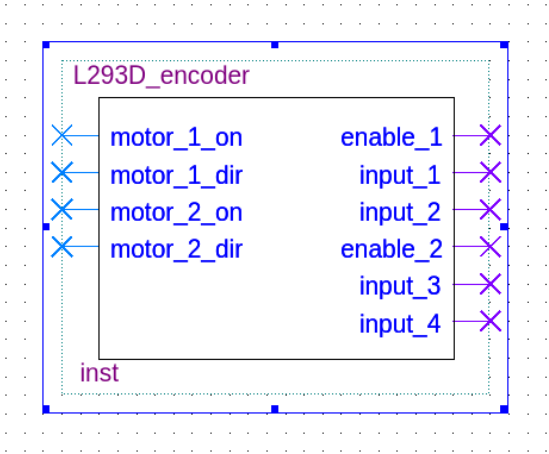 L293D_encoder
motor_1_on enable_1
motor_1_dir input_1
motor_2_on input_2
motor_2_dir enable_2
input_3
input_4
inst